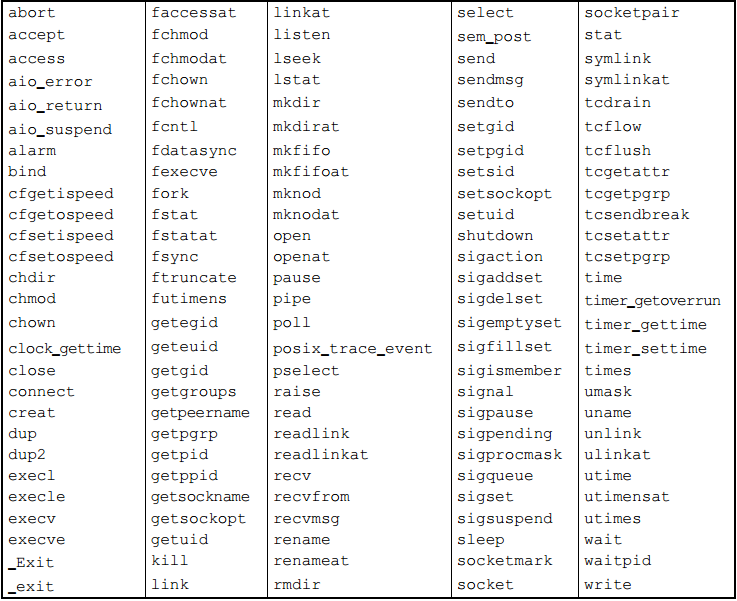 abort faccessat linkat select socketpair
accept fchmod listen sem_post stat
access fchmodat lseek send symlink
aio_error fchown lstat sendmsg symlinkat
aio_return fchownat mkdir sendto tcdrain
aio_suspend fcntl mkdirat setgid tcflow
alarm fdatasync mkfifo setpgid tcflush
bind fexecve mkfifoat setsid tcgetattr
cfgetispeed fork mknod setsockopt tcgetpgrp
cfgetospeed fstat mknodat setuid tcsendbreak
cfsetispeed fstatat open shutdown tcsetattr
cfsetospeed fsync openat sigaction tcsetpgrp
chdir ftruncate pause sigaddset time
chmod futimens pipe sigdelset timer_getoverrun
chown getegid poll sigemptyset timer_gettime
clock_gettime geteuid posix_trace_event sigfillset timer_settime
close getgid pselect sigismember times
connect getgroups raise signal umask
creat getpeername read sigpause uname
dup getpgrp readlink sigpending unlink
dup2 getpid readlinkat sigprocmask ulinkat
execl getppid recv sigqueue utime
execle getsockname recvfrom sigset utimensat
execv getsockopt recvmsg sigsuspend utimes
execve getuid rename sleep wait
_Exit kill renameat socketmark waitpid
_exit link rmdir socket write